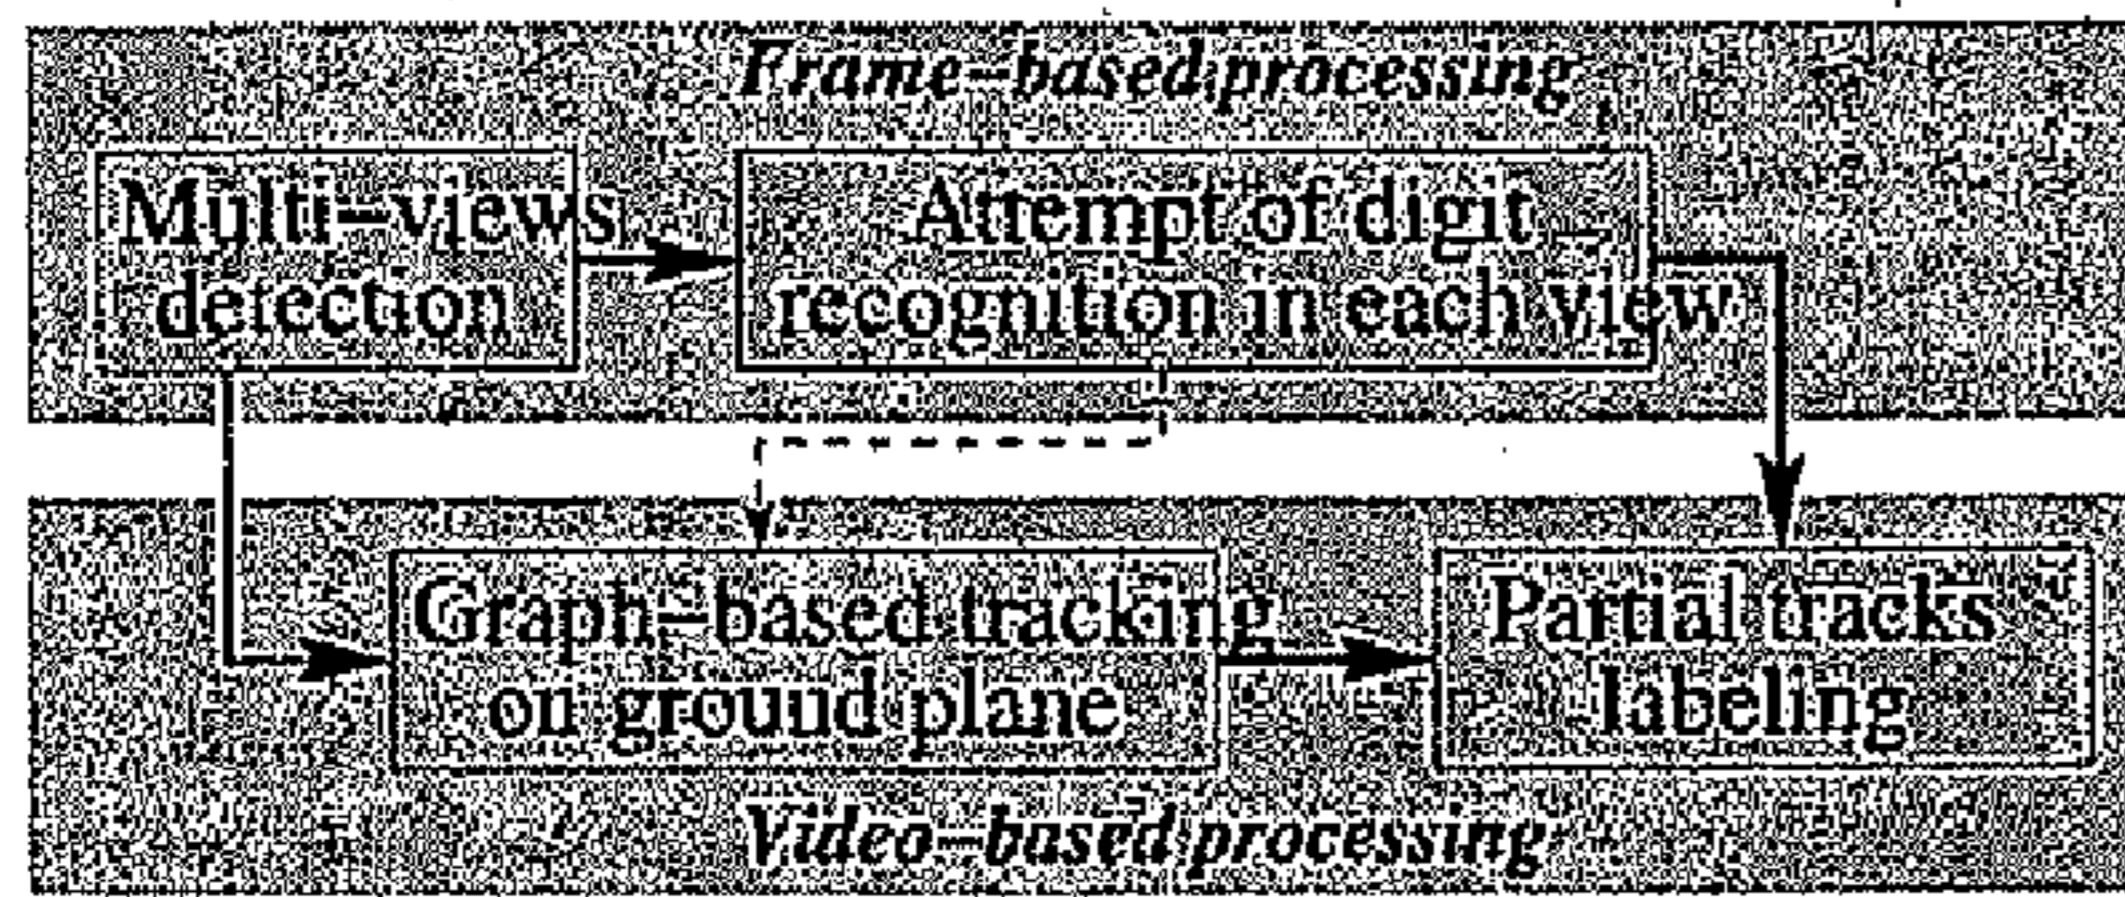 Frame-based processing
Multi-views
detection
Attempt of digit
recognition in each view
Graph-based tracking
on ground plane
Partial tracks
labeling
Video-based processing